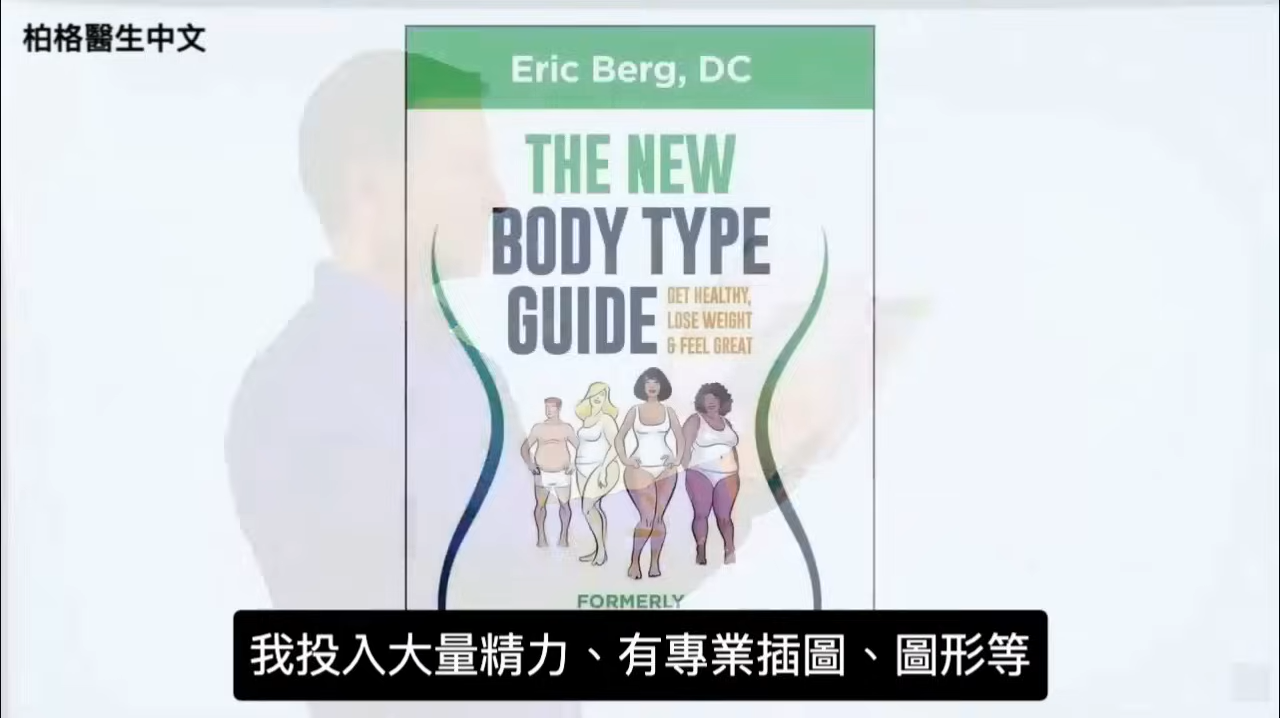 柏格醫生中文
Eric Berg, DC
THE NEW
BODY TYPE
GUIDE
GET HEALTHY,
LOSE WEIGHT
& FEEL GREAT
FORMERLY
我投入大量精力、有專業插圖、圖形等